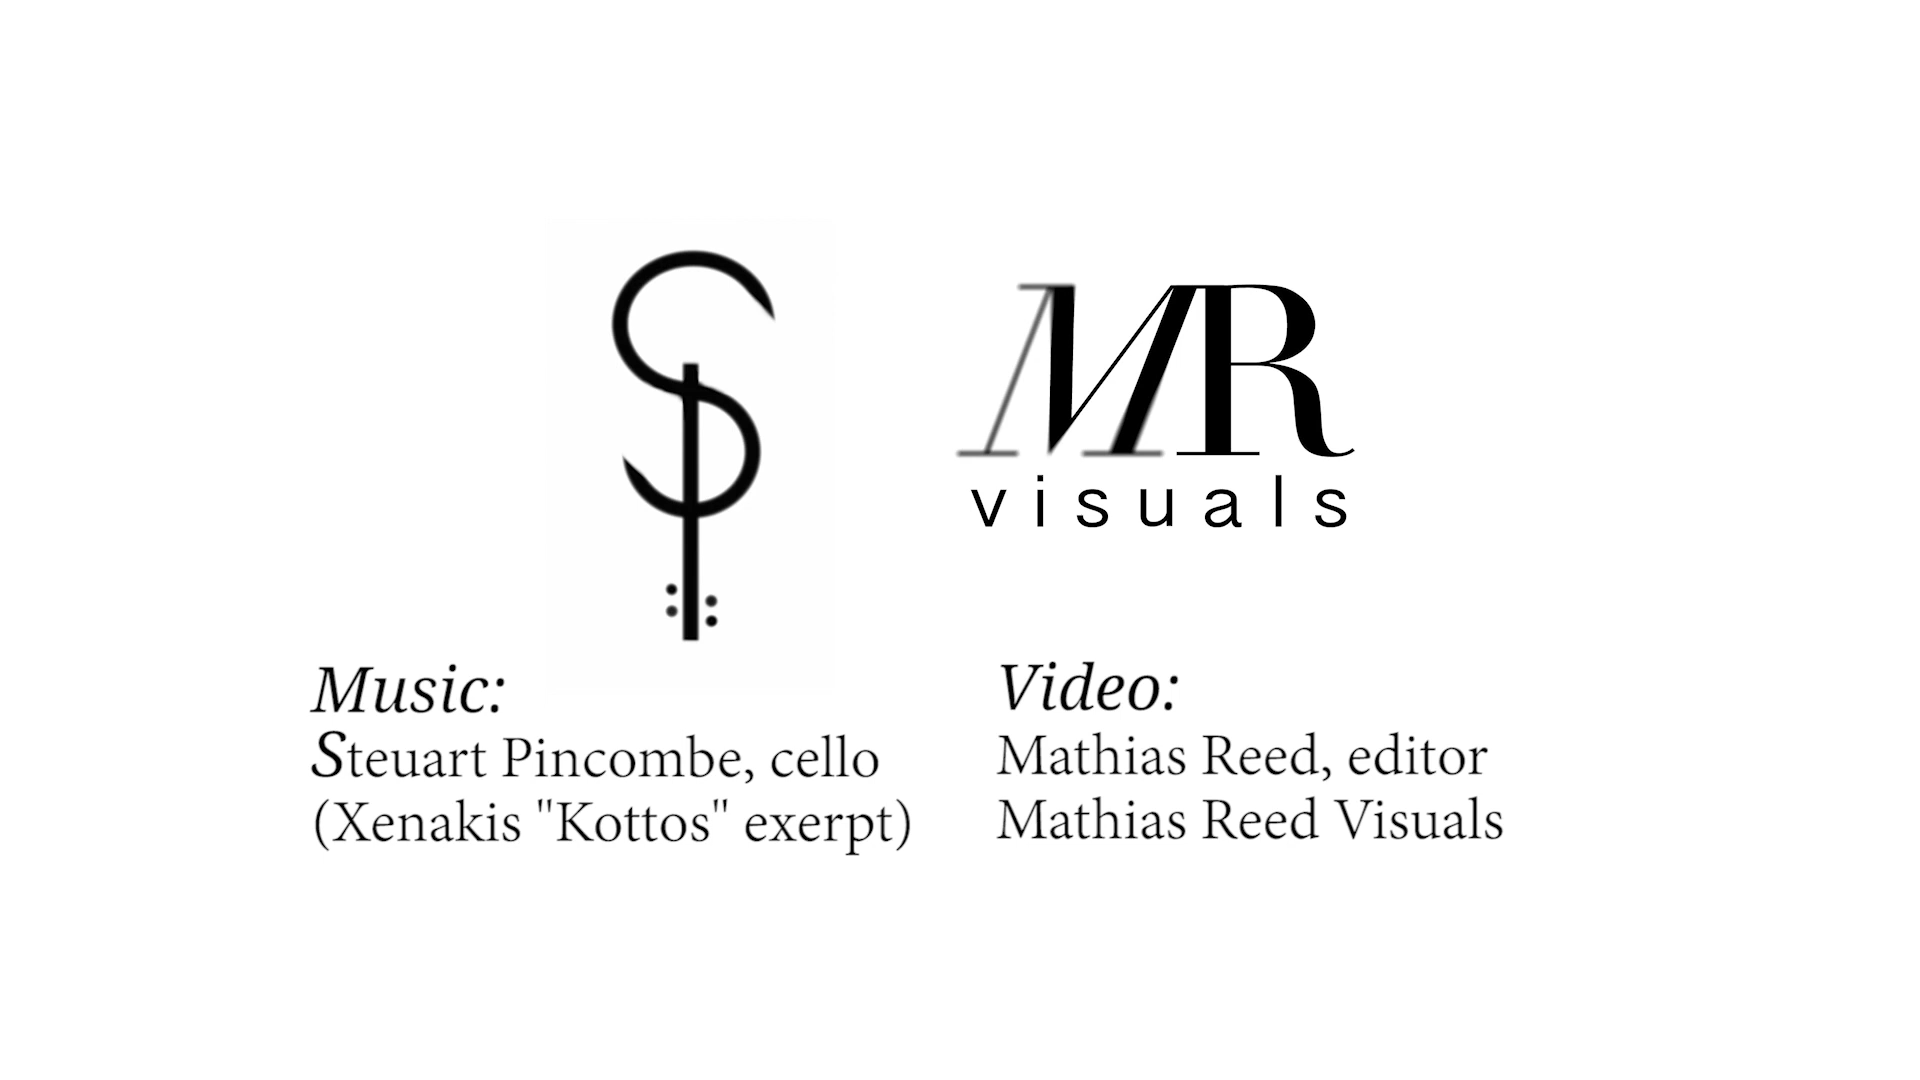 MR
visuals
Music:
Steuart Pincombe, cello
(Xenakis "Kottos" exerpt)
Video:
Mathias Reed, editor
Mathias Reed Visuals